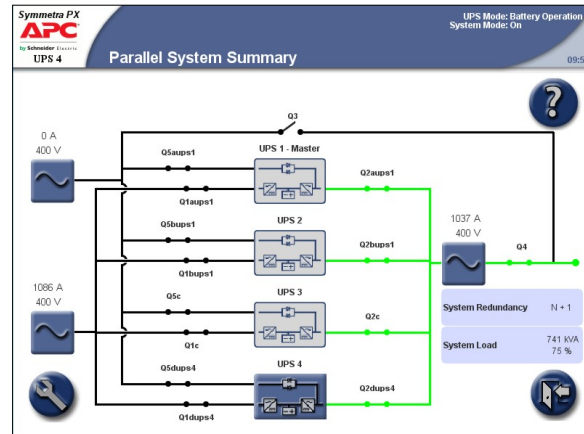 Symmetra PX
APC
by Schneider Electric
UPS 4
Parallel System Summary
UPS Mode: Battery Operation
System Mode: On
09:5
?
Q3
0 A
400 V
Q5aups1
UPS 1 - Master
Q2aups1
Q1aups1
Q5bups1
UPS 2
Q2bups1
1037 A
400 V
Q4
Q1bups1
1086 A
400 V
Q5c
UPS 3
Q2c
System Redundancy N + 1
Q1c
System Load 741 kVA
75 %
Q5dups4
UPS 4
Q2dups4
Q1dups4